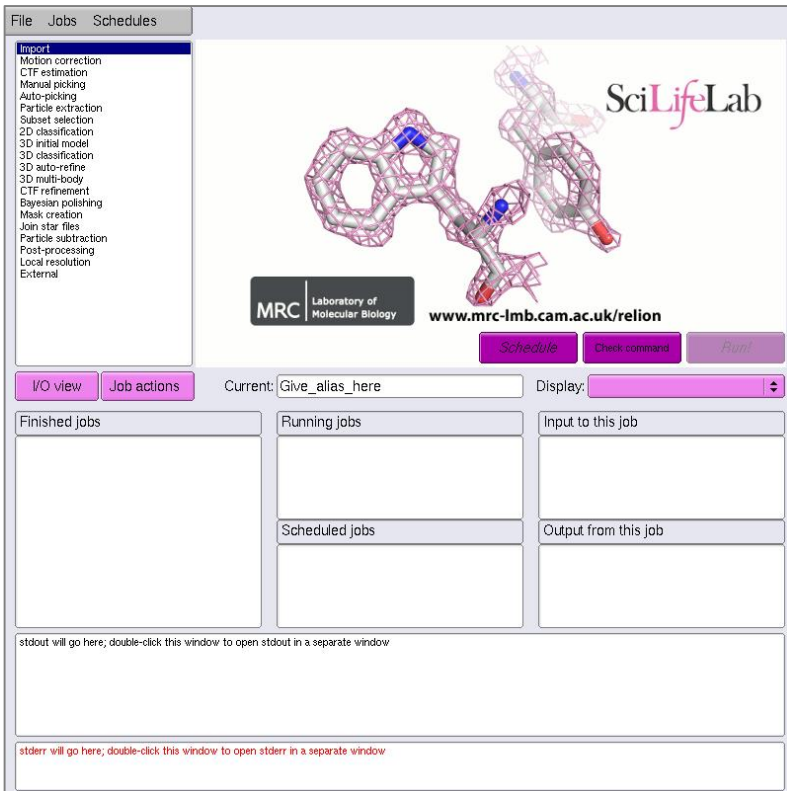 File Jobs Schedules
Import
Motion correction
CTF estimation
Manual picking
Auto-picking
Particle extraction
Subset selection
2D classification
3D initial model
3D classification
3D auto-refine
3D multi-body
CTF refinement
Bayesian polishing
Mask creation
Join star files
Particle subtraction
Post-processing
Local resolution
External
SciLifeLab
MRC Laboratory of
Molecular Biology
www.mrc-lmb.cam.ac.uk/relion
Schedule Check command Run!
I/O view Job actions Current: Give_alias_here Display:
Finished jobs Running jobs Input to this job
Scheduled jobs Output from this job
stdout will go here; double-click this window to open stdout in a separate window
stderr will go here; double-click this window to open stderr in a separate window